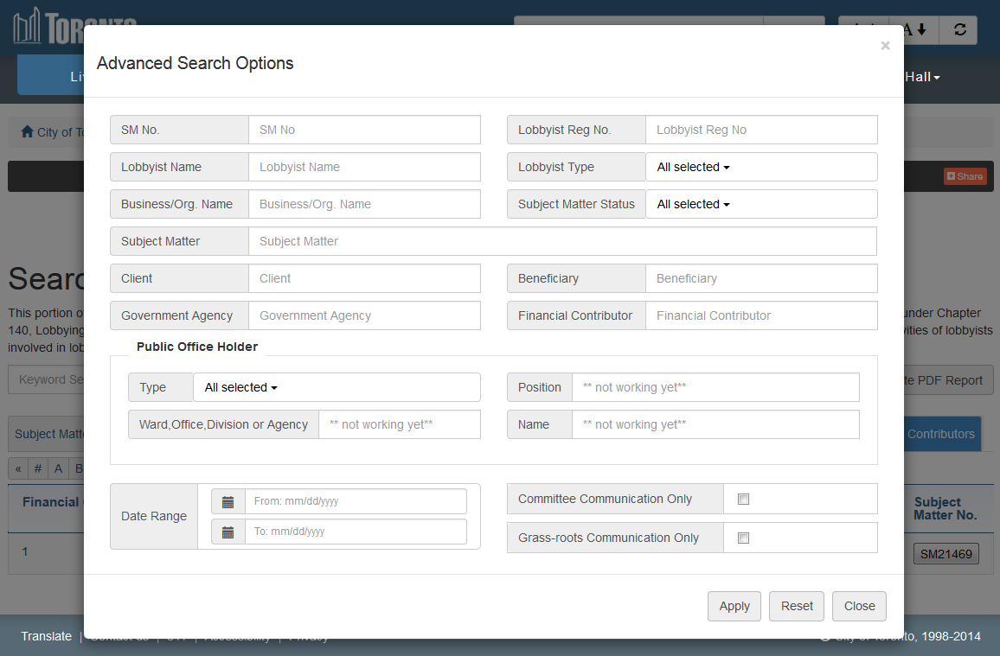 TORONTO
A
Li
Hall
City of To
Share
×
Advanced Search Options
SM No. SM No Lobbyist Reg No. Lobbyist Reg No
Lobbyist Name Lobbyist Name Lobbyist Type All selected
Business/Org. Name Business/Org. Name Subject Matter Status All selected
Subject Matter Subject Matter
Client Client Beneficiary Beneficiary
Government Agency Government Agency Financial Contributor Financial Contributor
Public Office Holder
Type All selected Position ** not working yet**
Ward,Office,Division or Agency ** not working yet** Name ** not working yet**
Date Range From: mm/dd/yyyy Committee Communication Only
To: mm/dd/yyyy Grass-roots Communication Only
Apply Reset Close
Searc
This portion o under Chapter
140, Lobbying vities of lobbyists
involved in lob
Keyword Se te PDF Report
Subject Matte Contributors
« # A B
Financial Subject
Matter No.
1 SM21469
Translate | Contact us | 311 | Accessibility | Privacy © City of Toronto, 1998-2014